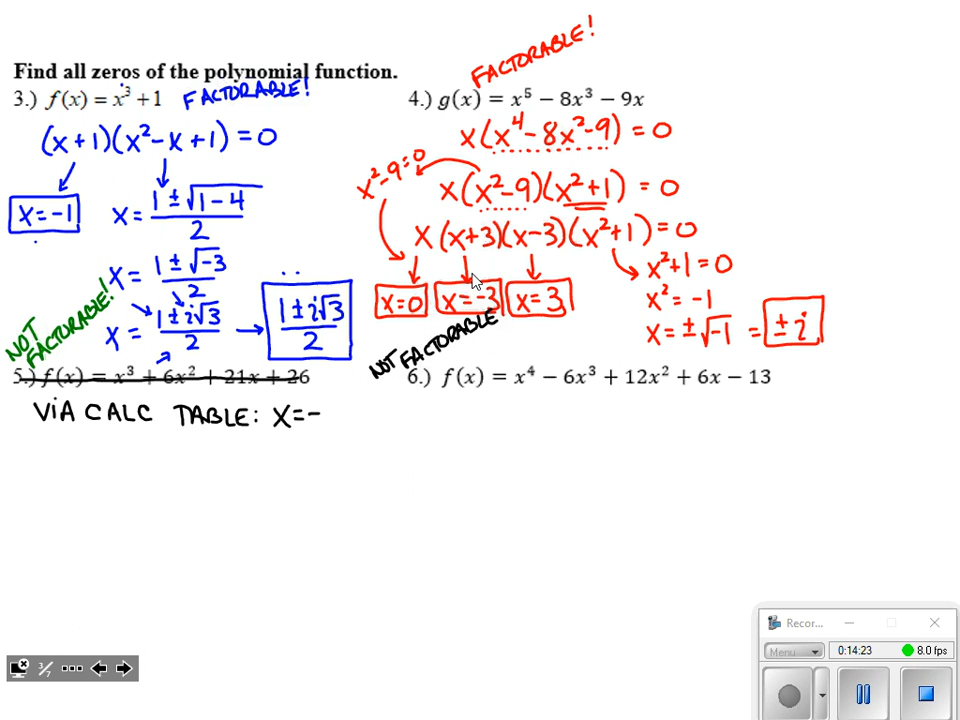 FACTORABLE!
Find all zeros of the polynomial function.
3.) f(x) = x³ + 1 FACTORABLE!
(x+1)(x²-x+1)=0
x=-1
x= 1±√1-4 / 2
x= 1±√-3 / 2
x= 1±i√3 / 2 → 1±i√3 / 2
4.) g(x) = x⁵ − 8x³ − 9x
x(x⁴-8x²-9)=0
x²-9=0
x(x²-9)(x²+1)=0
x(x+3)(x-3)(x²+1)=0
x=0 x=-3 x=3
x²+1=0
x²=-1
x=±√-1 = ±i
NOT FACTORABLE!
5.) f(x) = x³ + 6x² + 21x + 26
VIA CALC TABLE: X=-
NOT FACTORABLE
6.) f(x) = x⁴ − 6x³ + 12x² + 6x − 13
3/7
Recor...
Menu
0:14:23
8.0 fps